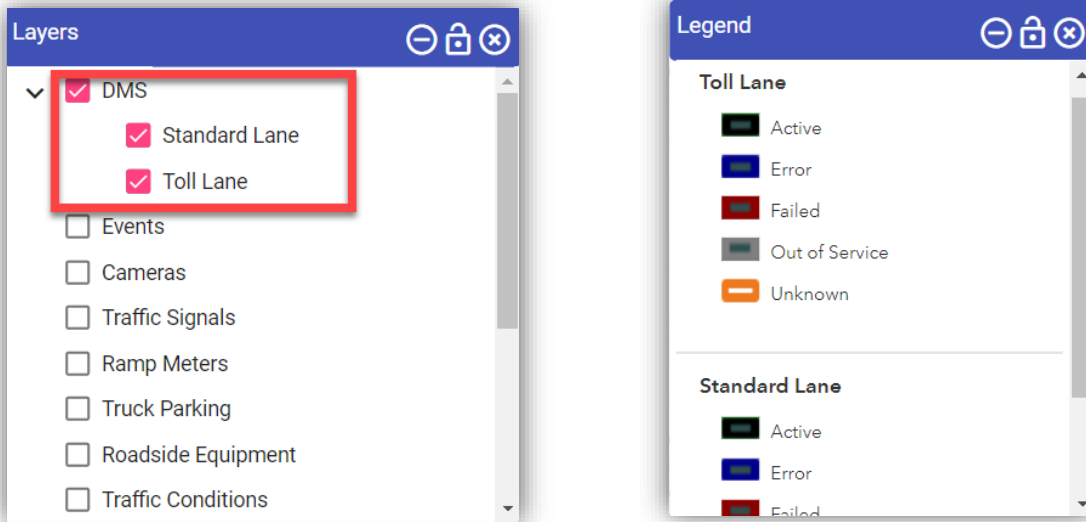 Layers
DMS
Standard Lane
Toll Lane
Events
Cameras
Traffic Signals
Ramp Meters
Truck Parking
Roadside Equipment
Traffic Conditions
Legend
Toll Lane
Active
Error
Failed
Out of Service
Unknown
Standard Lane
Active
Error
Failed